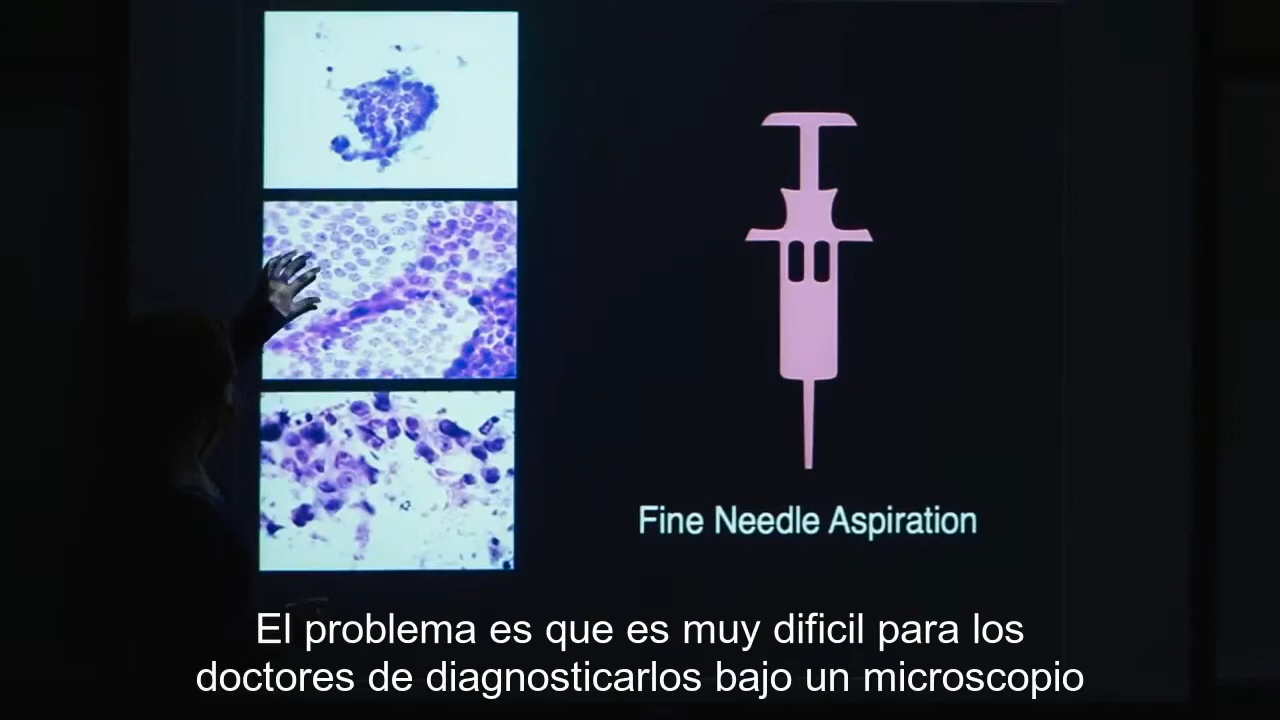 Fine Needle Aspiration
El problema es que es muy dificil para los
doctores de diagnosticarlos bajo un microscopio